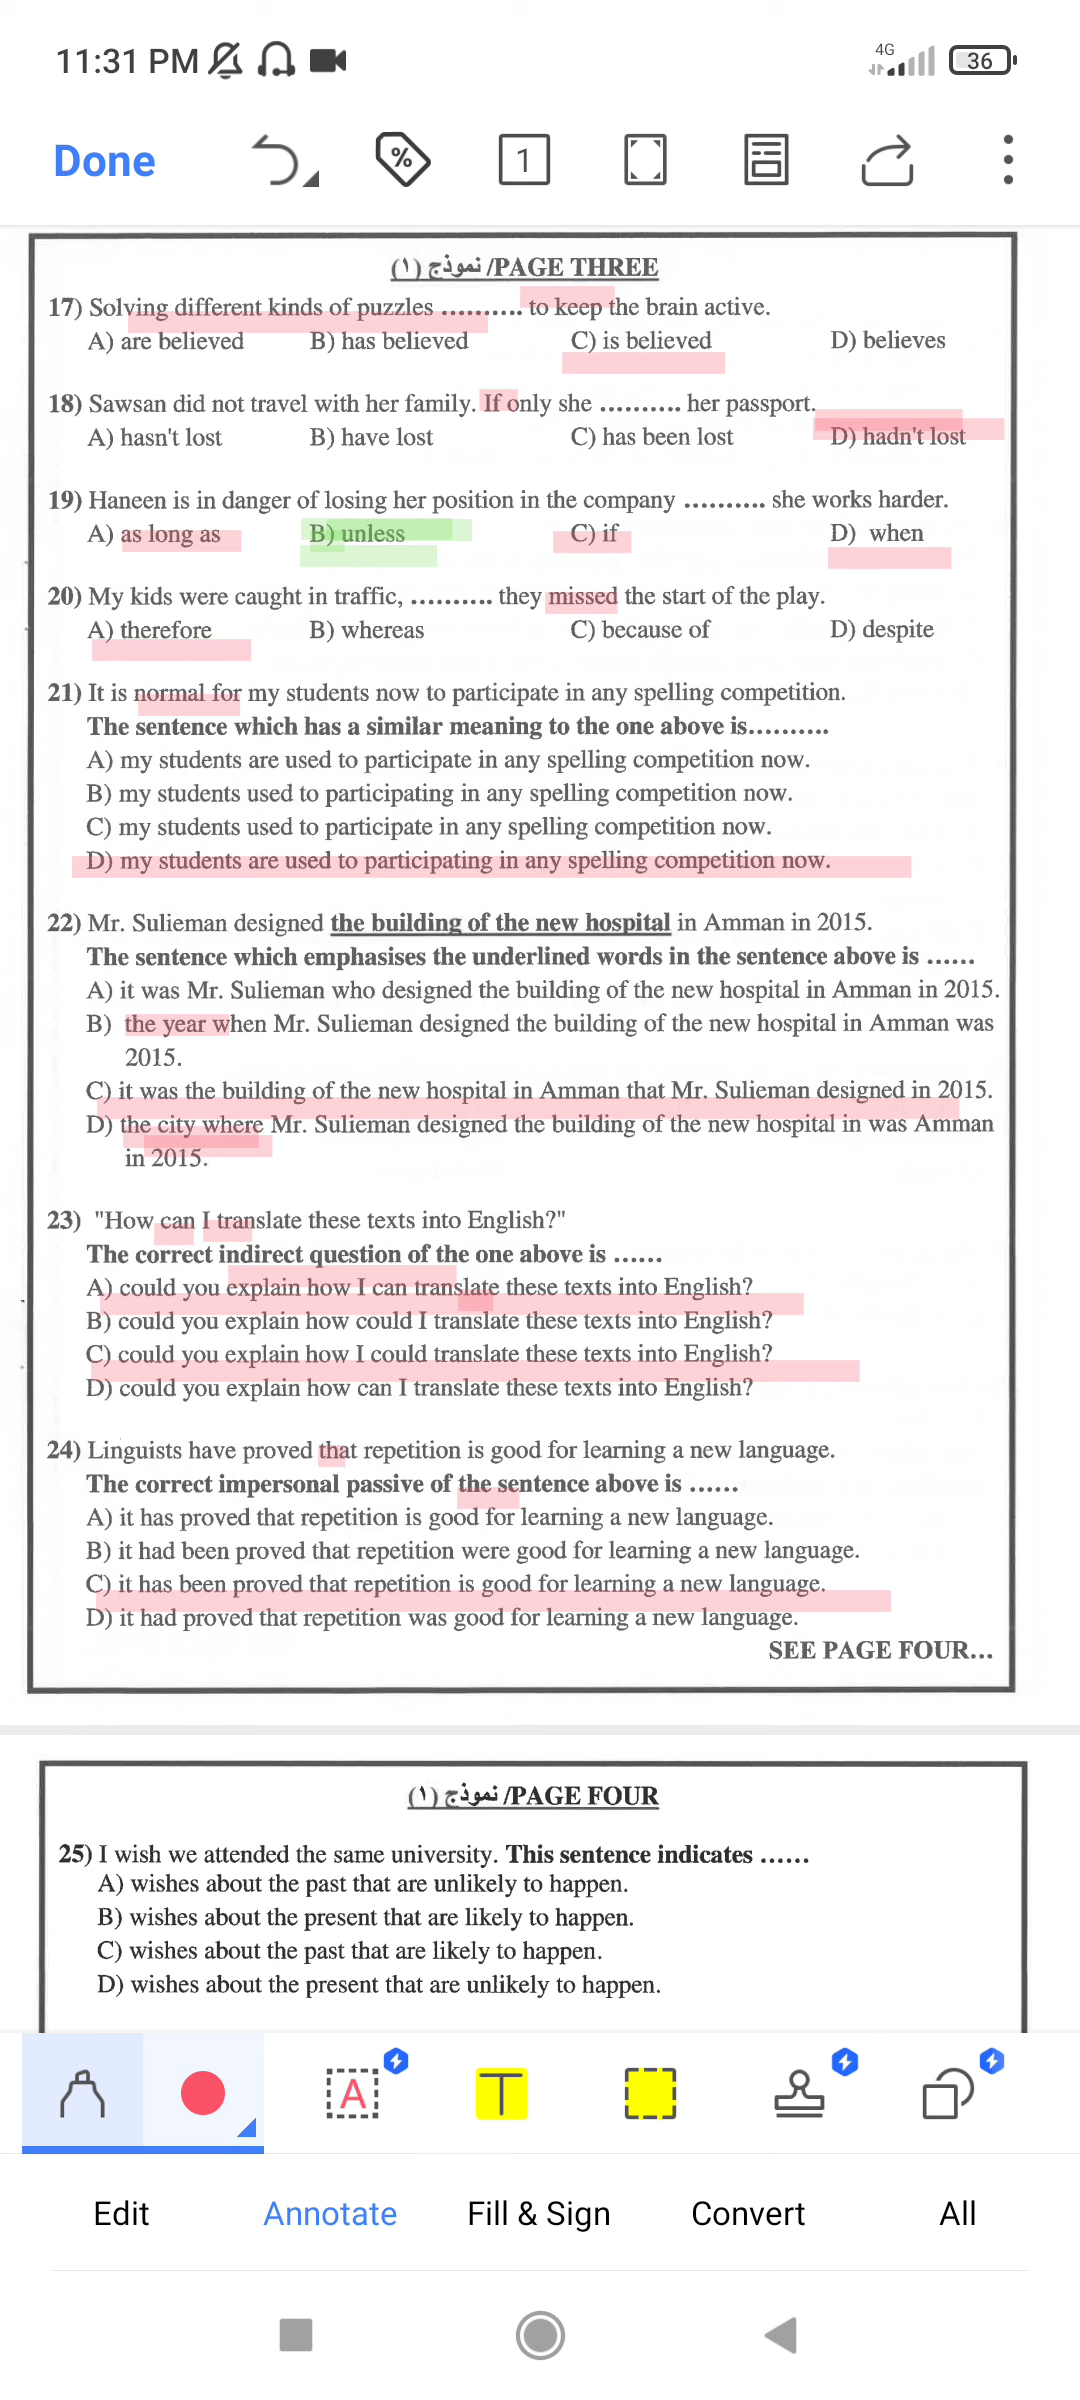 11:31 PM 4G 36
Done % 1
نموذج (١) /PAGE THREE
17) Solving different kinds of puzzles .......... to keep the brain active.
A) are believed B) has believed C) is believed D) believes
18) Sawsan did not travel with her family. If only she .......... her passport.
A) hasn't lost B) have lost C) has been lost D) hadn't lost
19) Haneen is in danger of losing her position in the company .......... she works harder.
A) as long as B) unless C) if D) when
20) My kids were caught in traffic, .......... they missed the start of the play.
A) therefore B) whereas C) because of D) despite
21) It is normal for my students now to participate in any spelling competition.
The sentence which has a similar meaning to the one above is..........
A) my students are used to participate in any spelling competition now.
B) my students used to participating in any spelling competition now.
C) my students used to participate in any spelling competition now.
D) my students are used to participating in any spelling competition now.
22) Mr. Sulieman designed the building of the new hospital in Amman in 2015.
The sentence which emphasises the underlined words in the sentence above is ......
A) it was Mr. Sulieman who designed the building of the new hospital in Amman in 2015.
B) the year when Mr. Sulieman designed the building of the new hospital in Amman was
2015.
C) it was the building of the new hospital in Amman that Mr. Sulieman designed in 2015.
D) the city where Mr. Sulieman designed the building of the new hospital in was Amman
in 2015.
23) "How can I translate these texts into English?"
The correct indirect question of the one above is ......
A) could you explain how I can translate these texts into English?
B) could you explain how could I translate these texts into English?
C) could you explain how I could translate these texts into English?
D) could you explain how can I translate these texts into English?
24) Linguists have proved that repetition is good for learning a new language.
The correct impersonal passive of the sentence above is ......
A) it has proved that repetition is good for learning a new language.
B) it had been proved that repetition were good for learning a new language.
C) it has been proved that repetition is good for learning a new language.
D) it had proved that repetition was good for learning a new language.
SEE PAGE FOUR...
نموذج (١) /PAGE FOUR
25) I wish we attended the same university. This sentence indicates ......
A) wishes about the past that are unlikely to happen.
B) wishes about the present that are likely to happen.
C) wishes about the past that are likely to happen.
D) wishes about the present that are unlikely to happen.
A T
Edit Annotate Fill & Sign Convert All